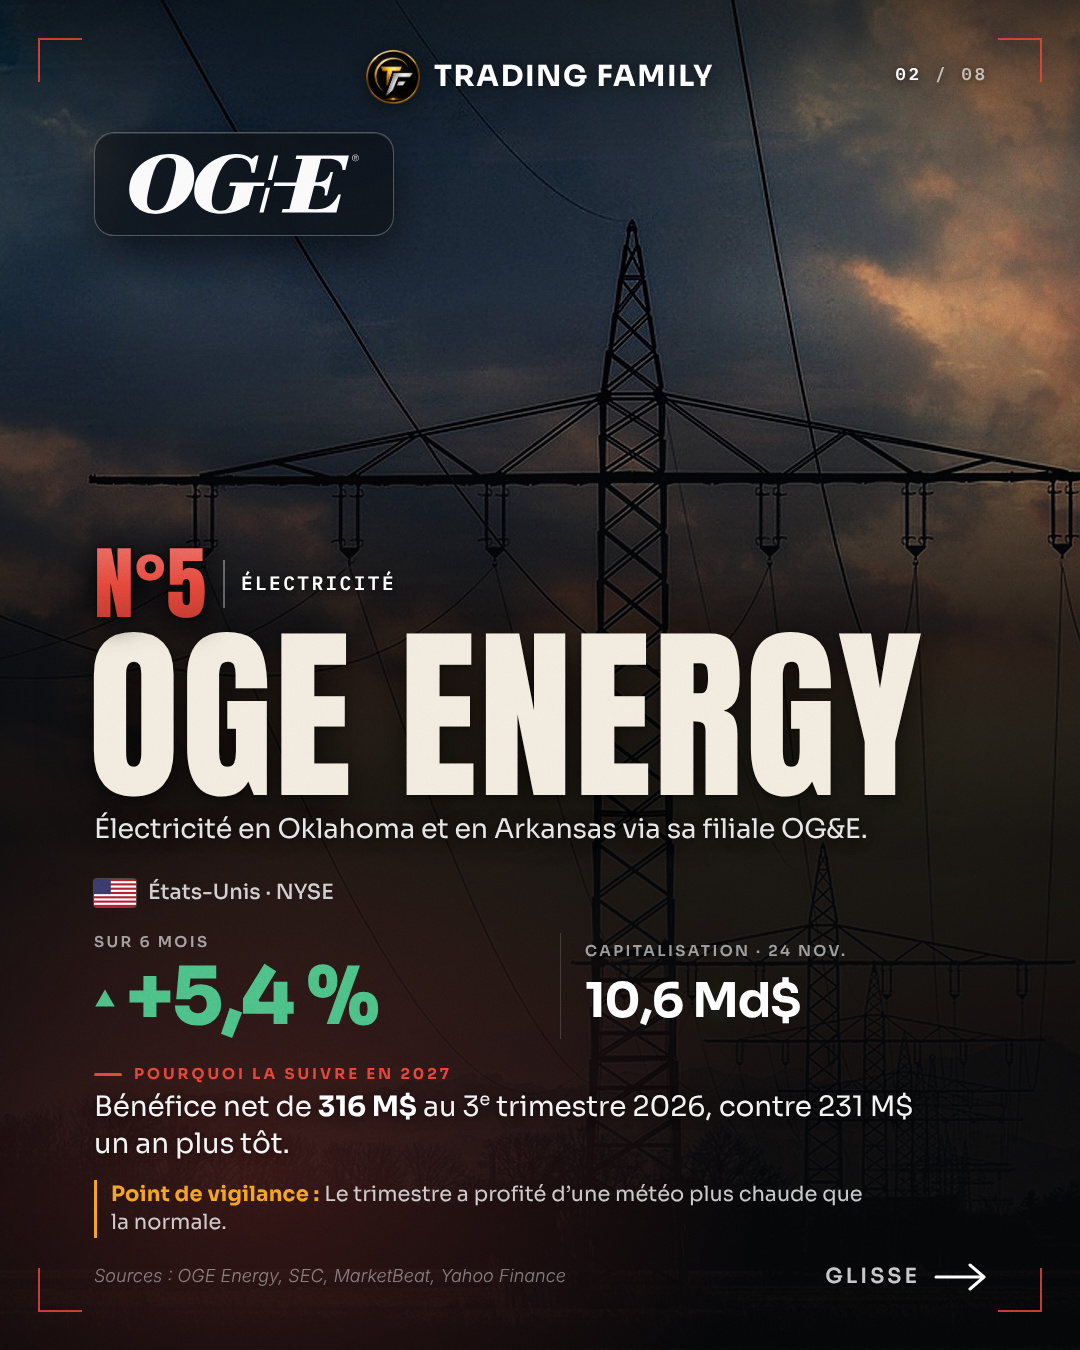 TF TRADING FAMILY
02 / 08
OG+E®
N°5
ÉLECTRICITÉ
OGE ENERGY
Électricité en Oklahoma et en Arkansas via sa filiale OG&E.
États-Unis · NYSE
SUR 6 MOIS
▲ +5,4 %
CAPITALISATION · 24 NOV.
10,6 Md$
POURQUOI LA SUIVRE EN 2027
Bénéfice net de 316 M$ au 3ᵉ trimestre 2026, contre 231 M$
un an plus tôt.
Point de vigilance : Le trimestre a profité d’une météo plus chaude que
la normale.
Sources : OGE Energy, SEC, MarketBeat, Yahoo Finance
GLISSE →